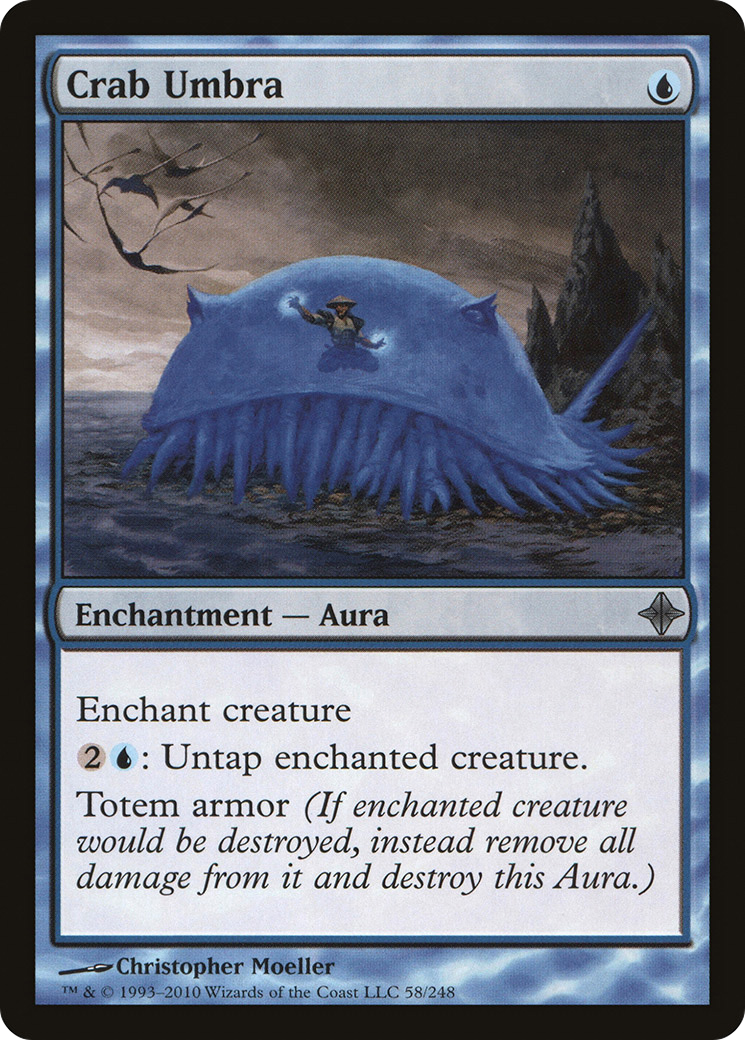 Crab Umbra
Enchantment — Aura
Enchant creature
2: Untap enchanted creature.
Totem armor (If enchanted creature
would be destroyed, instead remove all
damage from it and destroy this Aura.)
Christopher Moeller
™ & © 1993–2010 Wizards of the Coast LLC 58/248